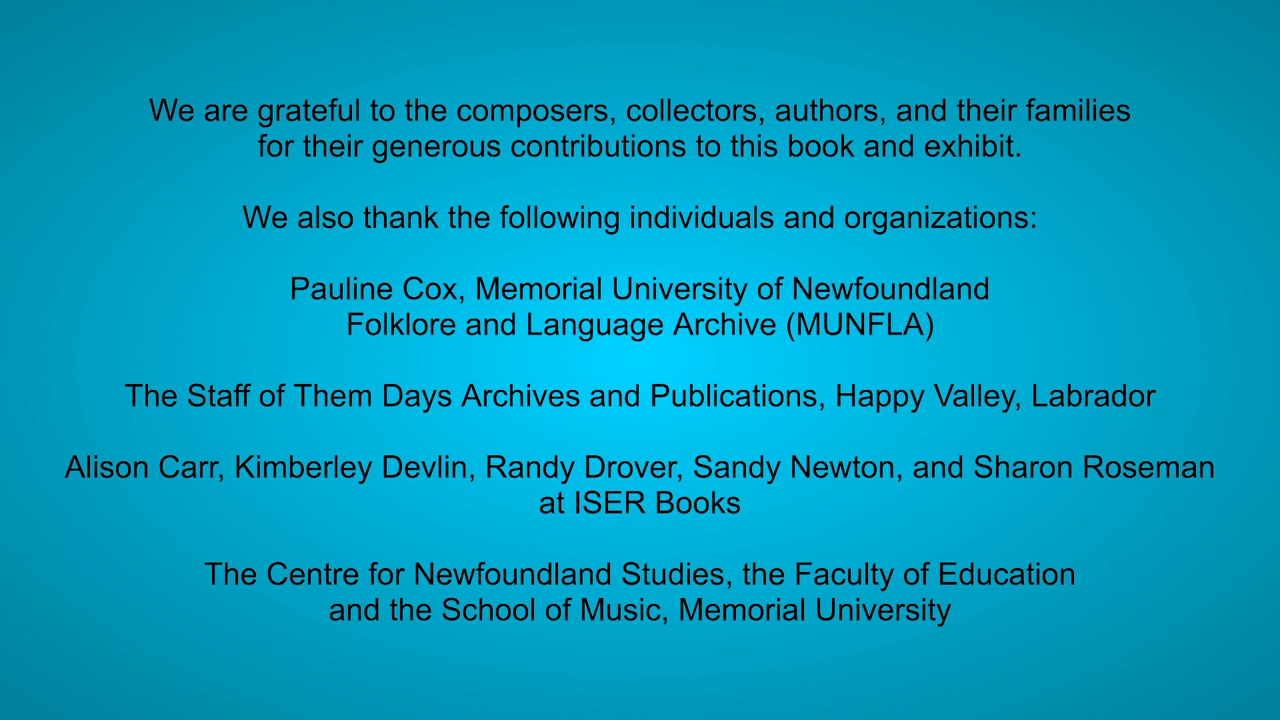 We are grateful to the composers, collectors, authors, and their families
for their generous contributions to this book and exhibit.
We also thank the following individuals and organizations:
Pauline Cox, Memorial University of Newfoundland
Folklore and Language Archive (MUNFLA)
The Staff of Them Days Archives and Publications, Happy Valley, Labrador
Alison Carr, Kimberley Devlin, Randy Drover, Sandy Newton, and Sharon Roseman
at ISER Books
The Centre for Newfoundland Studies, the Faculty of Education
and the School of Music, Memorial University